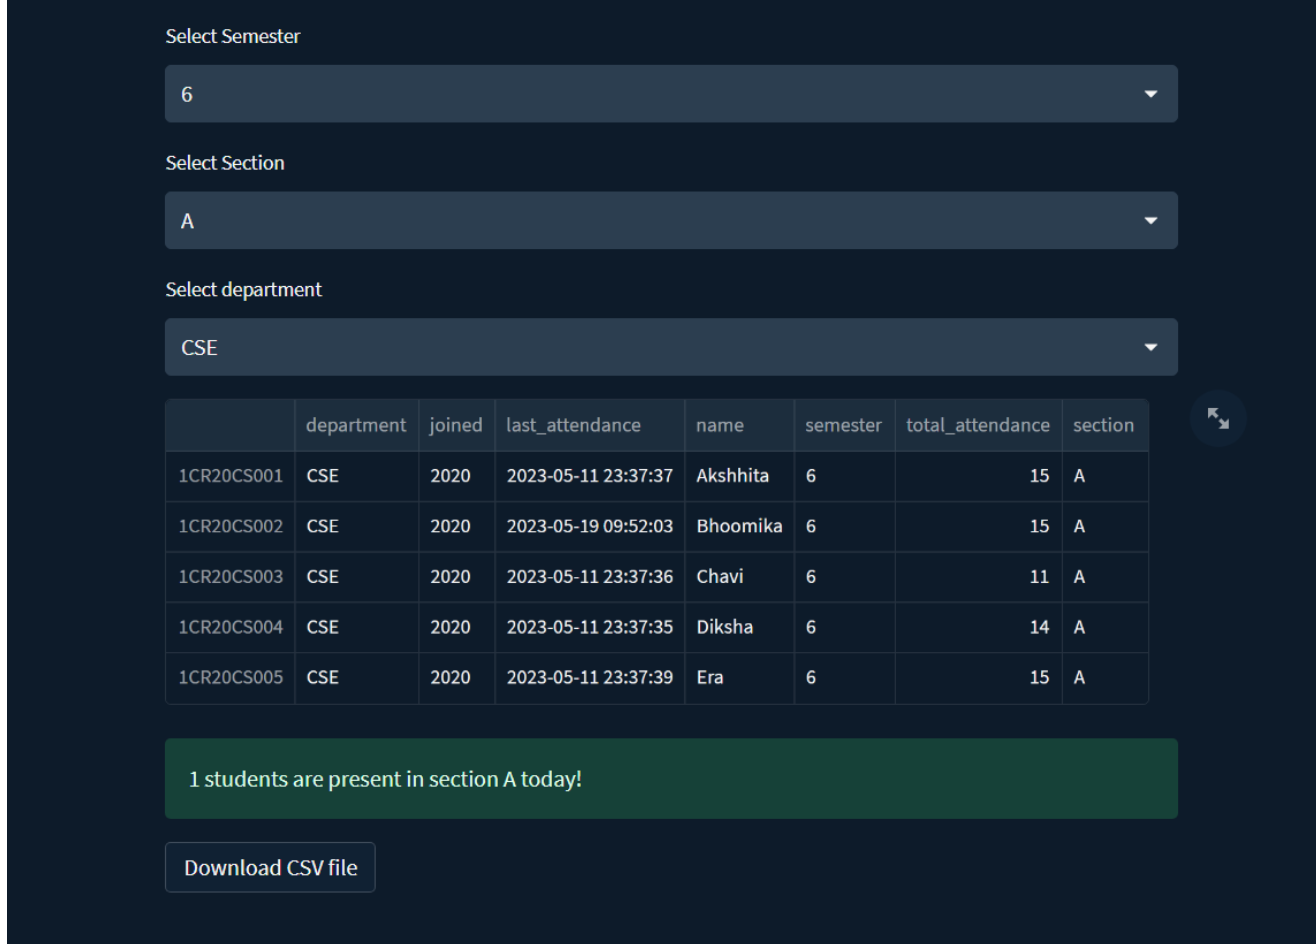 Select Semester
6
Select Section
A
Select department
CSE
department joined last_attendance name semester total_attendance section
1CR20CS001 CSE 2020 2023-05-11 23:37:37 Akshhita 6 15 A
1CR20CS002 CSE 2020 2023-05-19 09:52:03 Bhoomika 6 15 A
1CR20CS003 CSE 2020 2023-05-11 23:37:36 Chavi 6 11 A
1CR20CS004 CSE 2020 2023-05-11 23:37:35 Diksha 6 14 A
1CR20CS005 CSE 2020 2023-05-11 23:37:39 Era 6 15 A
1 students are present in section A today!
Download CSV file